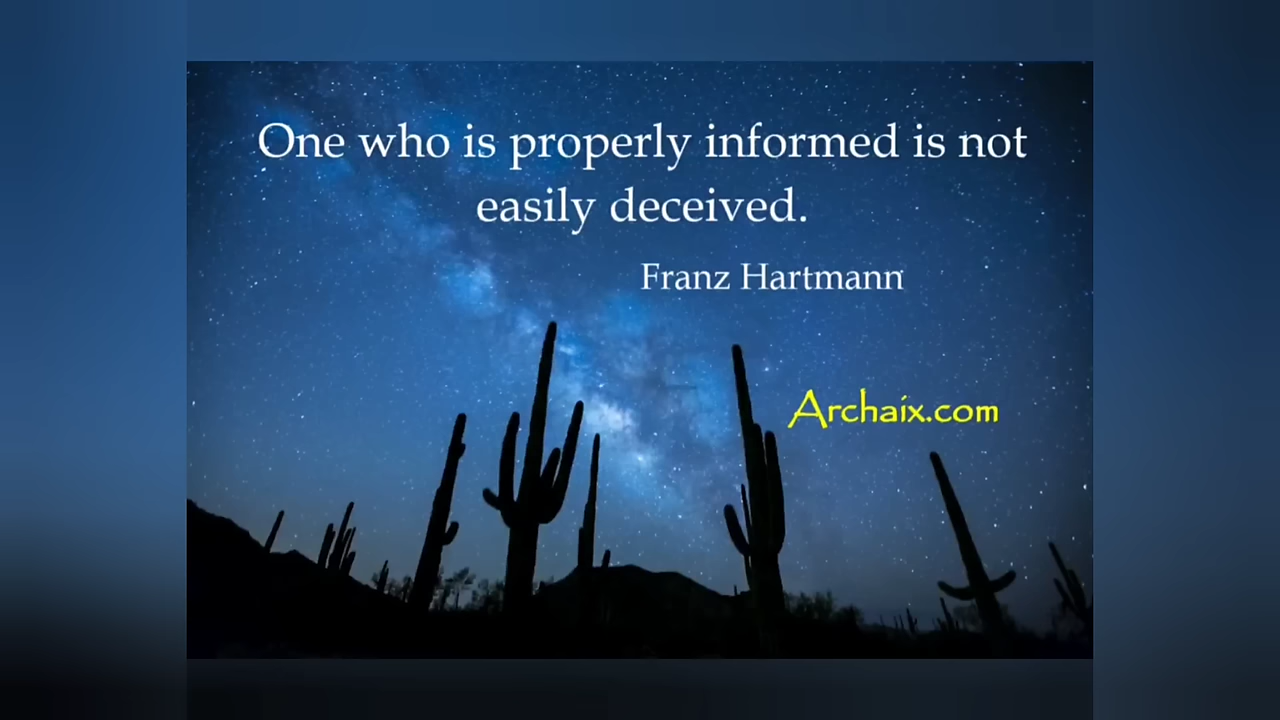 One who is properly informed is not
easily deceived.
Franz Hartmann
Archaix.com